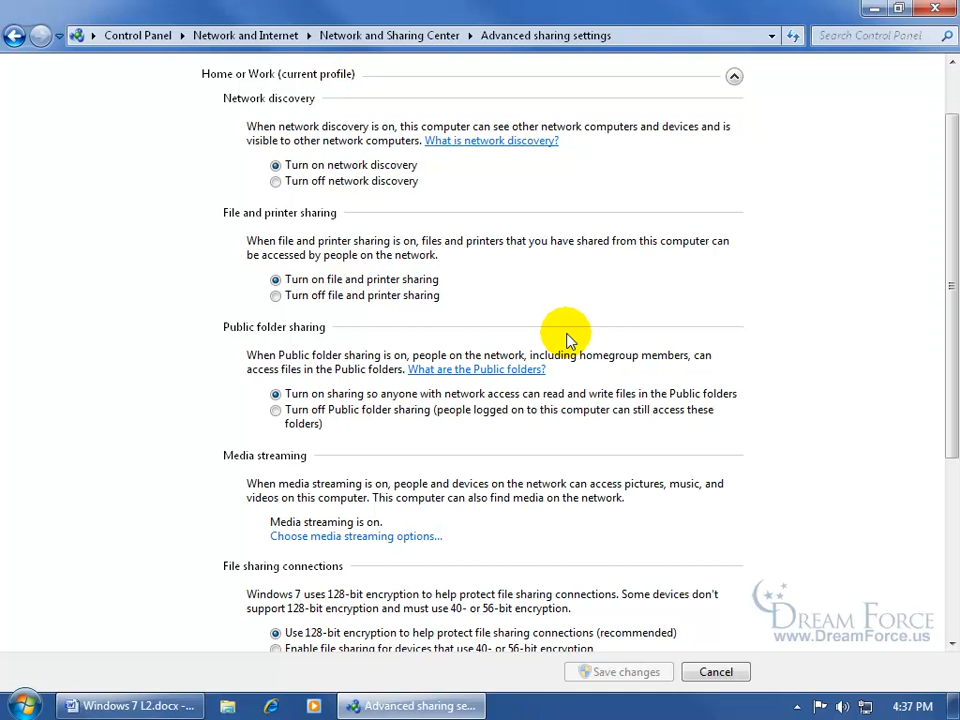 Control Panel ▸ Network and Internet ▸ Network and Sharing Center ▸ Advanced sharing settings
Search Control Panel
Home or Work (current profile)
Network discovery
When network discovery is on, this computer can see other network computers and devices and is
visible to other network computers. What is network discovery?
Turn on network discovery
Turn off network discovery
File and printer sharing
When file and printer sharing is on, files and printers that you have shared from this computer can
be accessed by people on the network.
Turn on file and printer sharing
Turn off file and printer sharing
Public folder sharing
When Public folder sharing is on, people on the network, including homegroup members, can
access files in the Public folders. What are the Public folders?
Turn on sharing so anyone with network access can read and write files in the Public folders
Turn off Public folder sharing (people logged on to this computer can still access these
folders)
Media streaming
When media streaming is on, people and devices on the network can access pictures, music, and
videos on this computer. This computer can also find media on the network.
Media streaming is on.
Choose media streaming options...
File sharing connections
Windows 7 uses 128-bit encryption to help protect file sharing connections. Some devices don't
support 128-bit encryption and must use 40- or 56-bit encryption.
Use 128-bit encryption to help protect file sharing connections (recommended)
Enable file sharing for devices that use 40- or 56-bit encryption
DREAM FORCE
www.DreamForce.us
Save changes
Cancel
Windows 7 L2.docx -...
Advanced sharing se...
4:37 PM